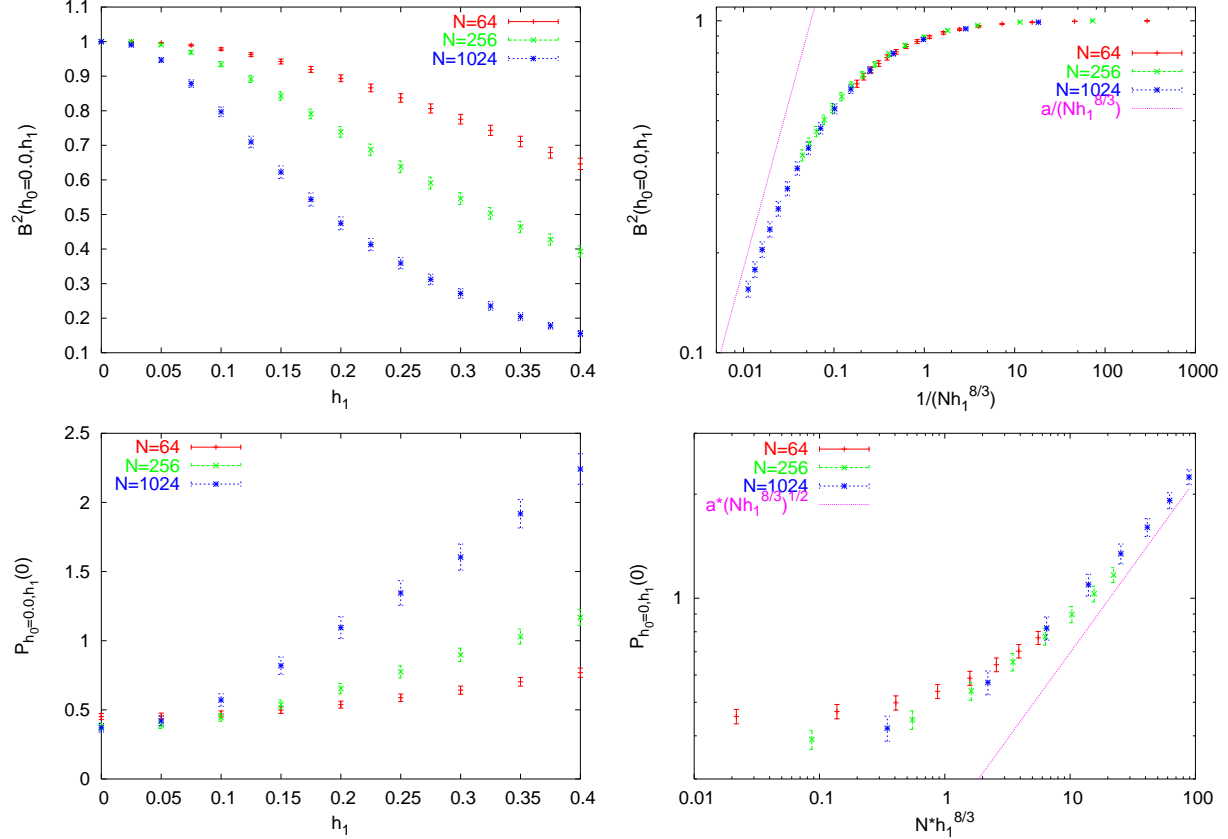 1.1
1
0.9
0.8
0.7
0.6
0.5
0.4
0.3
0.2
0.1
0
0.05
0.1
0.15
0.2
0.25
0.3
0.35
0.4
B²(h₀=0.0,h₁)
h₁
N=64
N=256
N=1024
1
0.1
0.01
0.1
1
10
100
1000
B²(h₀=0.0,h₁)
1/(Nh₁^8/3)
N=64
N=256
N=1024
a/(Nh₁^8/3)
2.5
2
1.5
1
0.5
0
0
0.05
0.1
0.15
0.2
0.25
0.3
0.35
0.4
P h₀=0.0,h₁(0)
h₁
N=64
N=256
N=1024
1
0.01
0.1
1
10
100
P h₀=0,h₁(0)
N*h₁^8/3
N=64
N=256
N=1024
a*(Nh₁^8/3)^1/2